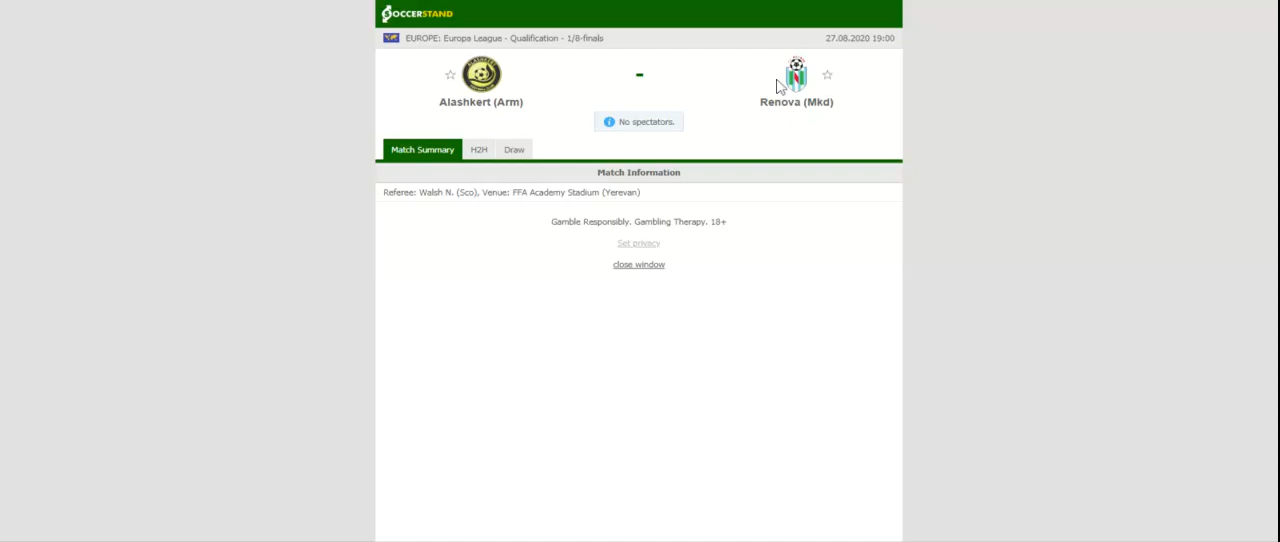 SOCCERSTAND
EUROPE: Europa League - Qualification - 1/8-finals
27.08.2020 19:00
-
Alashkert (Arm)
Renova (Mkd)
No spectators.
Match Summary
H2H
Draw
Match Information
Referee: Walsh N. (Sco), Venue: FFA Academy Stadium (Yerevan)
Gamble Responsibly. Gambling Therapy. 18+
Set privacy
close window